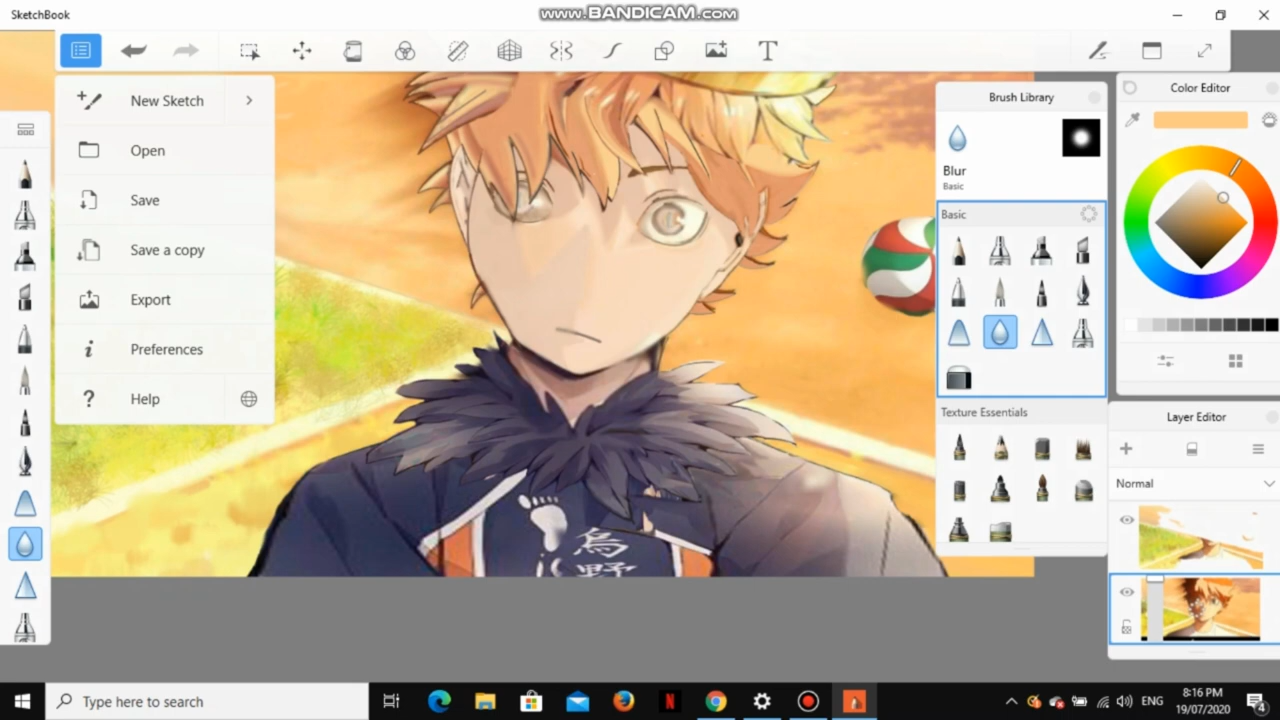 SketchBook
www.BANDICAM.com
New Sketch
Open
Save
Save a copy
Export
Preferences
Help
烏野
Brush Library
Blur
Basic
Basic
Texture Essentials
Color Editor
Layer Editor
Normal
Type here to search
ENG
8:16 PM
19/07/2020
4